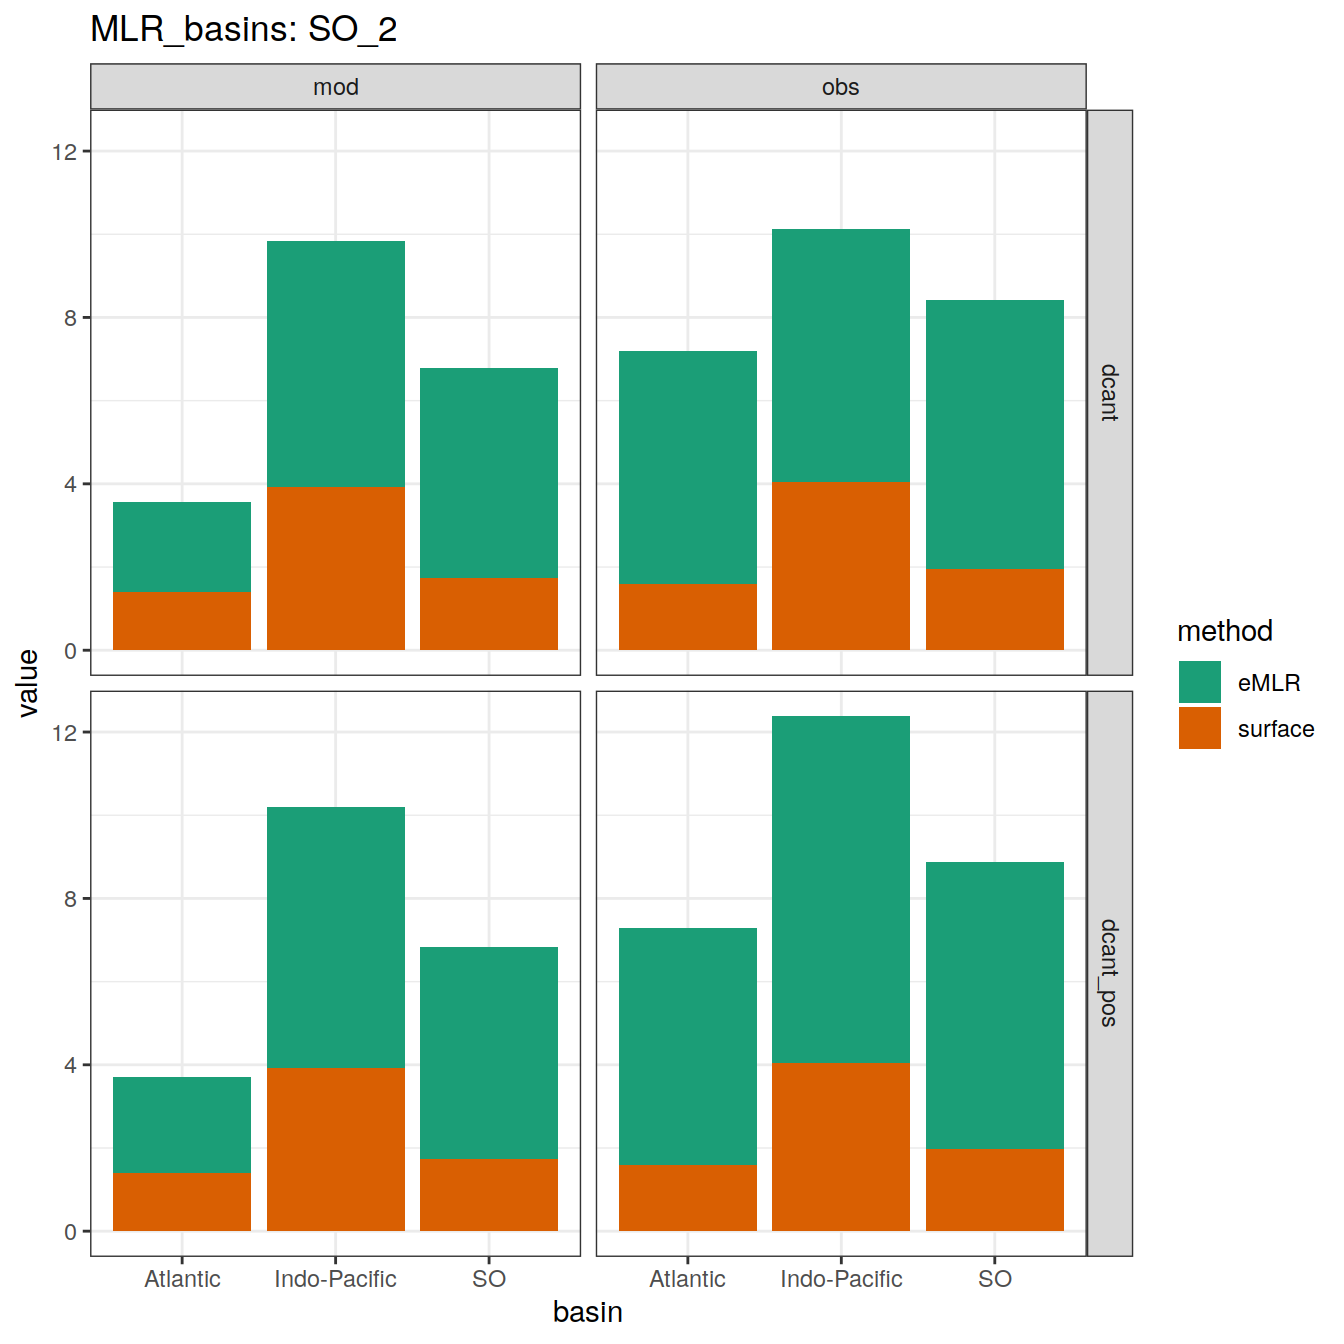 MLR_basins: SO_2
mod
obs
12
8
4
0
dcant
12
8
4
0
dcant_pos
value
Atlantic
Indo-Pacific
SO
Atlantic
Indo-Pacific
SO
basin
method
eMLR
surface